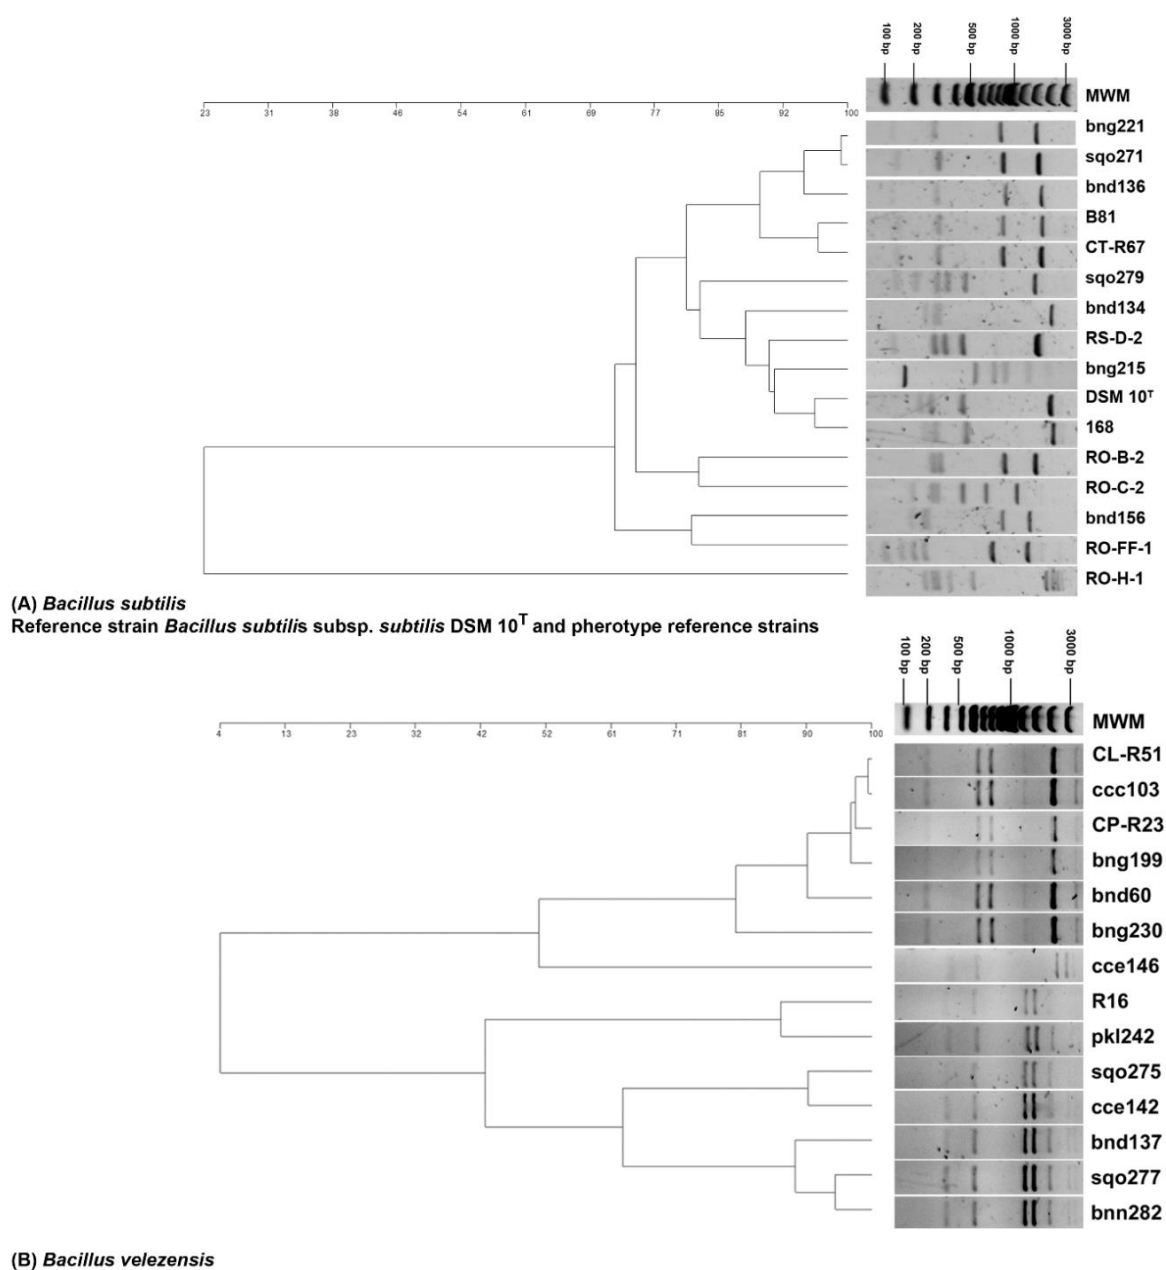 100 bp 200 bp 500 bp 1000 bp 3000 bp
MWM
23 31 38 46 54 61 69 77 85 92 100
bng221
sqo271
bnd136
B81
CT-R67
sqo279
bnd134
RS-D-2
bng215
DSM 10ᵀ
168
RO-B-2
RO-C-2
bnd156
RO-FF-1
RO-H-1
(A) Bacillus subtilis
Reference strain Bacillus subtilis subsp. subtilis DSM 10ᵀ and pherotype reference strains
100 bp 200 bp 500 bp 1000 bp 3000 bp
MWM
4 13 23 32 42 52 61 71 81 90 100
CL-R51
ccc103
CP-R23
bng199
bnd60
bng230
cce146
R16
pkl242
sqo275
cce142
bnd137
sqo277
bnn282
(B) Bacillus velezensis